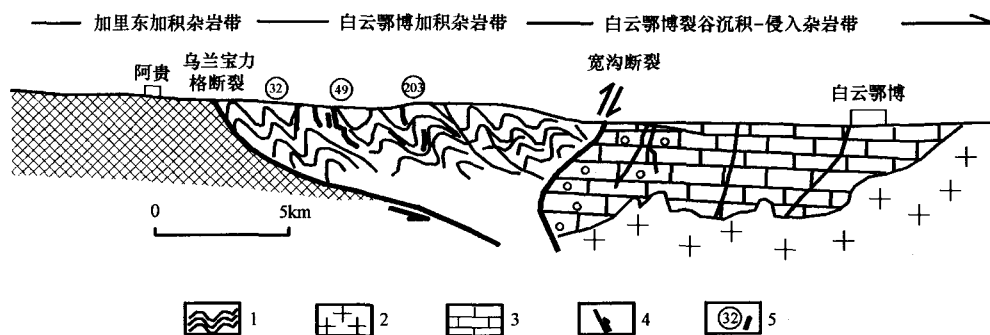 加里东加积杂岩带
白云鄂博加积杂岩带
白云鄂博裂谷沉积-侵入杂岩带
阿贵
乌兰宝力
格断裂
32
49
203
宽沟断裂
白云鄂博
0
5km
1
2
3
4
32
5